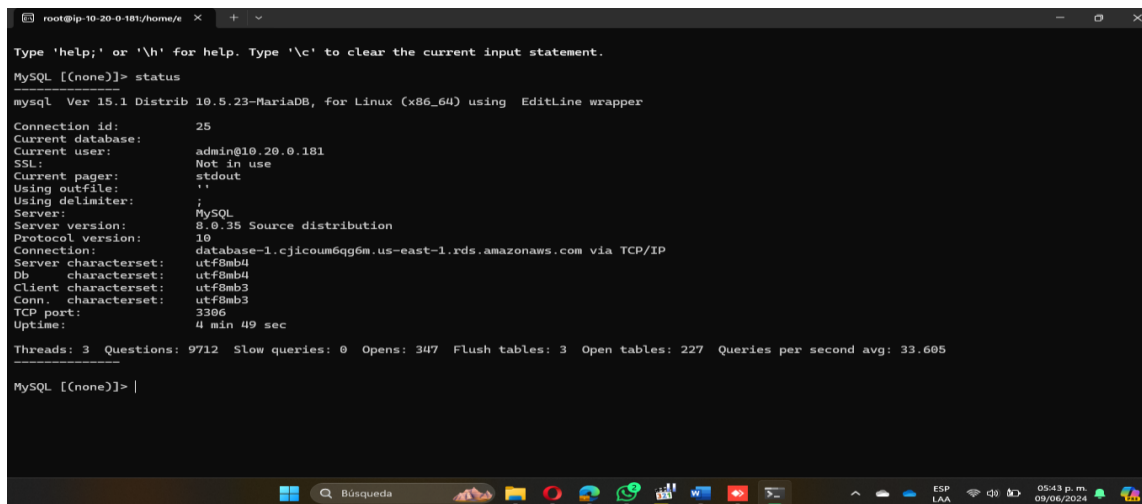 root@ip-10-20-0-181:/home/e
Type 'help;' or '\h' for help. Type '\c' to clear the current input statement.
MySQL [(none)]> status
--------------
mysql  Ver 15.1 Distrib 10.5.23-MariaDB, for Linux (x86_64) using  EditLine wrapper
Connection id:          25
Current database:
Current user:           admin@10.20.0.181
SSL:                    Not in use
Current pager:          stdout
Using outfile:          ''
Using delimiter:        ;
Server:                 MySQL
Server version:         8.0.35 Source distribution
Protocol version:       10
Connection:             database-1.cjicoum6qg6m.us-east-1.rds.amazonaws.com via TCP/IP
Server characterset:    utf8mb4
Db     characterset:    utf8mb4
Client characterset:    utf8mb3
Conn.  characterset:    utf8mb3
TCP port:               3306
Uptime:                 4 min 49 sec
Threads: 3  Questions: 9712  Slow queries: 0  Opens: 347  Flush tables: 3  Open tables: 227  Queries per second avg: 33.605
--------------
MySQL [(none)]>
Búsqueda
2
ESP
LAA
05:43 p. m.
09/06/2024